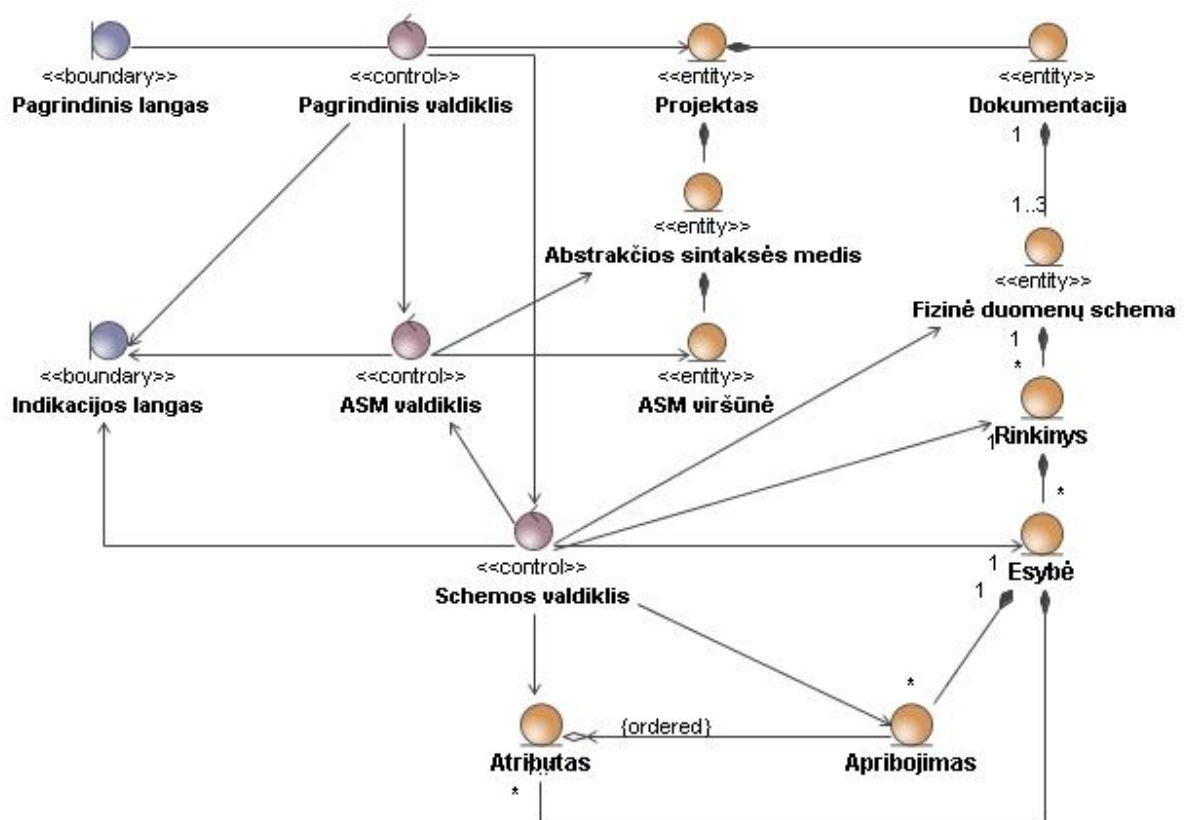 <<boundary>>
Pagrindinis langas
<<control>>
Pagrindinis valdiklis
<<entity>>
Projektas
<<entity>>
Dokumentacija
1
1..3
<<entity>>
Abstrakčios sintaksės medis
<<entity>>
Fizinė duomenų schema
1
*
<<boundary>>
Indikacijos langas
<<control>>
ASM valdiklis
<<entity>>
ASM viršūnė
Rinkinys
1
*
<<control>>
Schemos valdiklis
Esybė
1
1
*
{ordered}
Atributas
Apribojimas
*